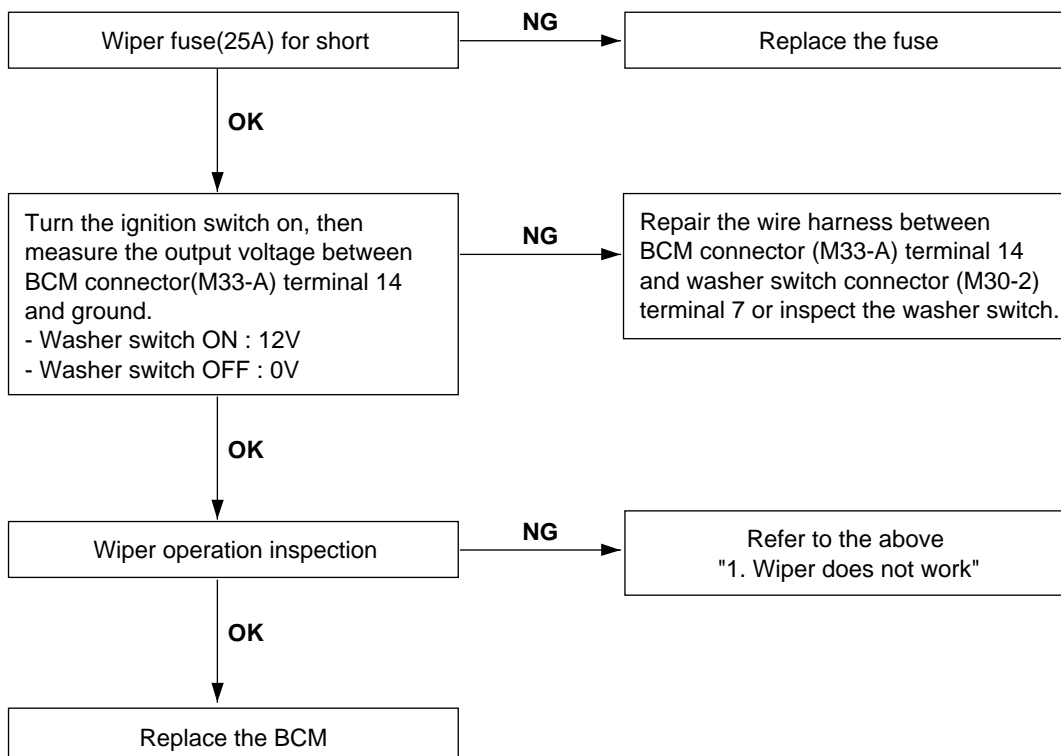 Wiper fuse(25A) for short
NG
Replace the fuse
OK
Turn the ignition switch on, then
measure the output voltage between
BCM connector(M33-A) terminal 14
and ground.
- Washer switch ON : 12V
- Washer switch OFF : 0V
NG
Repair the wire harness between
BCM connector (M33-A) terminal 14
and washer switch connector (M30-2)
terminal 7 or inspect the washer switch.
OK
Wiper operation inspection
NG
Refer to the above
"1. Wiper does not work"
OK
Replace the BCM